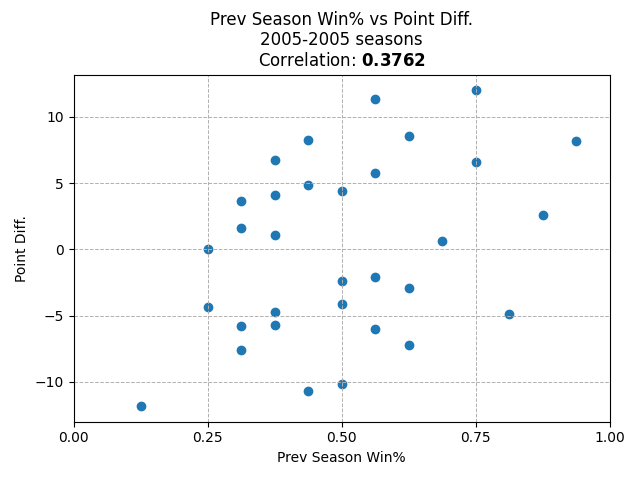 Prev Season Win% vs Point Diff.
2005-2005 seasons
Correlation: 0.3762
10
5
0
−5
−10
Point Diff.
0.00 0.25 0.50 0.75 1.00
Prev Season Win%